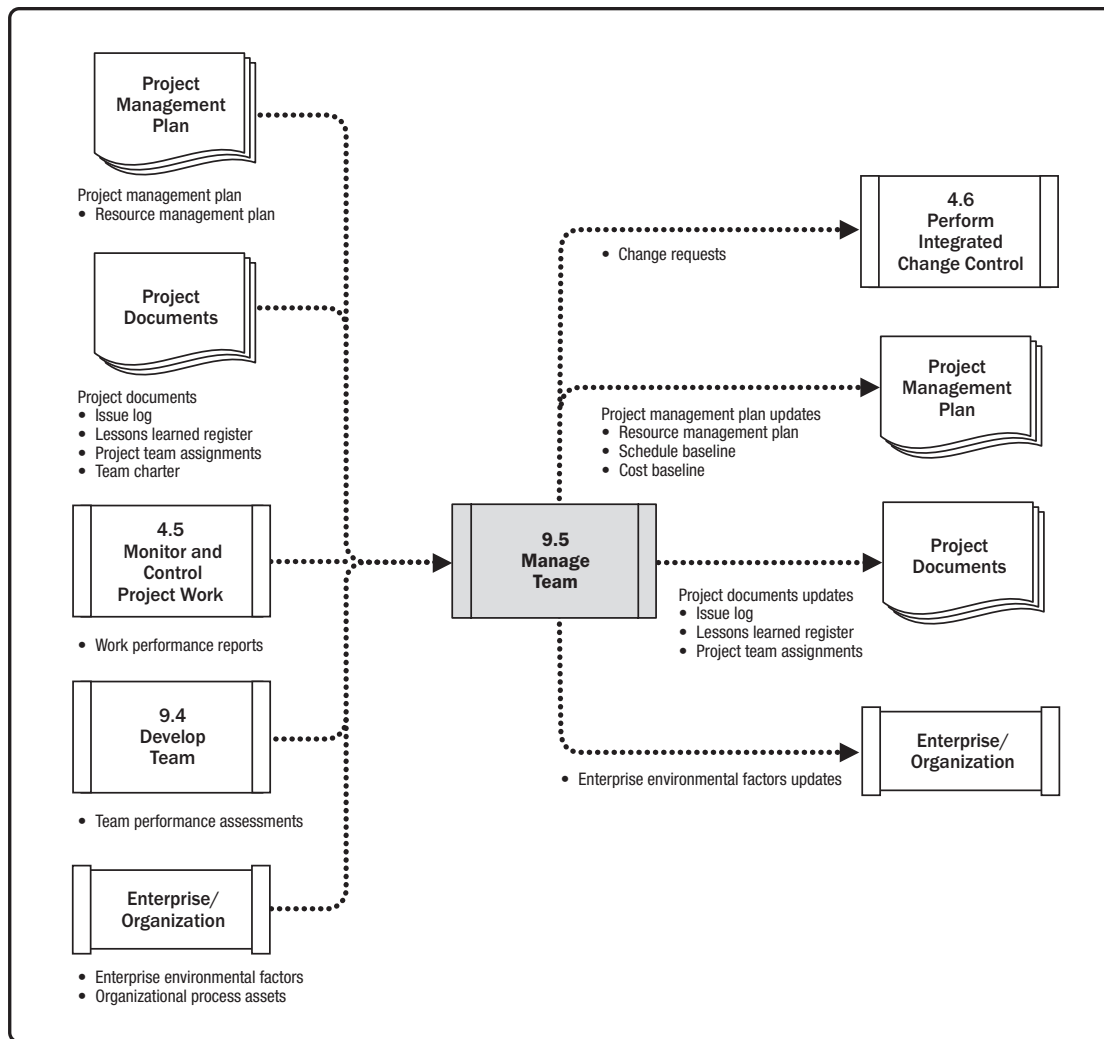 Project
Management
Plan
Project management plan
• Resource management plan
Project
Documents
Project documents
• Issue log
• Lessons learned register
• Project team assignments
• Team charter
4.5
Monitor and
Control
Project Work
• Work performance reports
9.4
Develop
Team
• Team performance assessments
Enterprise/
Organization
• Enterprise environmental factors
• Organizational process assets
9.5
Manage
Team
• Change requests
4.6
Perform
Integrated
Change Control
Project management plan updates
• Resource management plan
• Schedule baseline
• Cost baseline
Project
Management
Plan
Project documents updates
• Issue log
• Lessons learned register
• Project team assignments
Project
Documents
• Enterprise environmental factors updates
Enterprise/
Organization